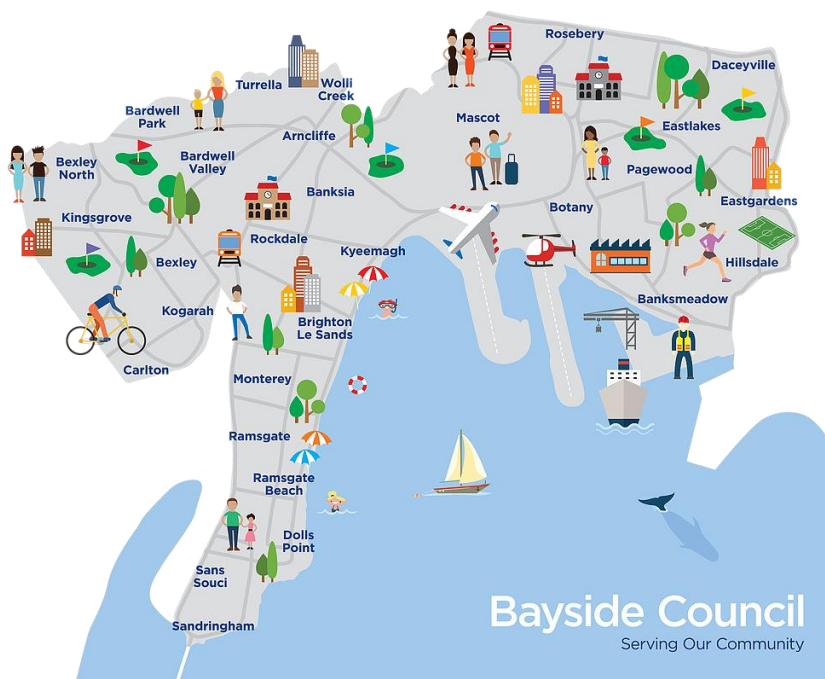 Rosebery
Daceyville
Turrella
Wolli
Creek
Bardwell
Park
Mascot
Arncliffe
Eastlakes
Bexley
North
Bardwell
Valley
Pagewood
Banksia
Eastgardens
Kingsgrove
Botany
Rockdale
Kyeemagh
Bexley
Hillsdale
Banksmeadow
Kogarah
Brighton
Le Sands
Carlton
Monterey
Ramsgate
Ramsgate
Beach
Dolls
Point
Sans
Souci
Sandringham
Bayside Council
Serving Our Community